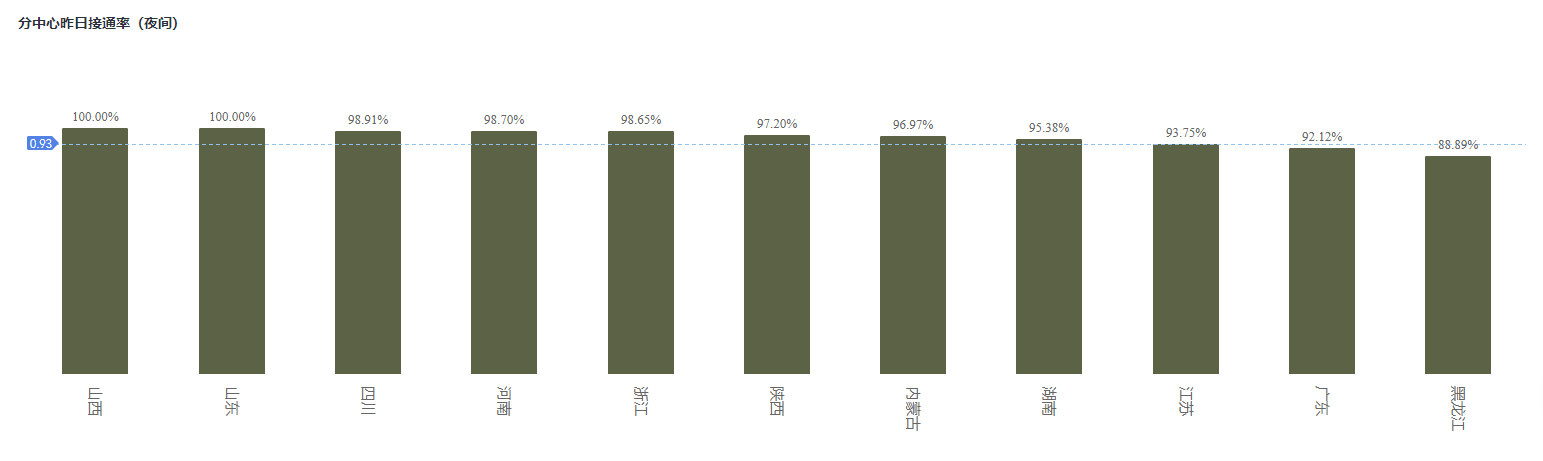 分中心昨日接通率（夜间）
100.00%
100.00%
98.91%
98.70%
98.65%
97.20%
96.97%
95.38%
93.75%
92.12%
88.89%
0.93
山西
山东
四川
河南
浙江
陕西
内蒙古
湖南
江苏
广东
黑龙江